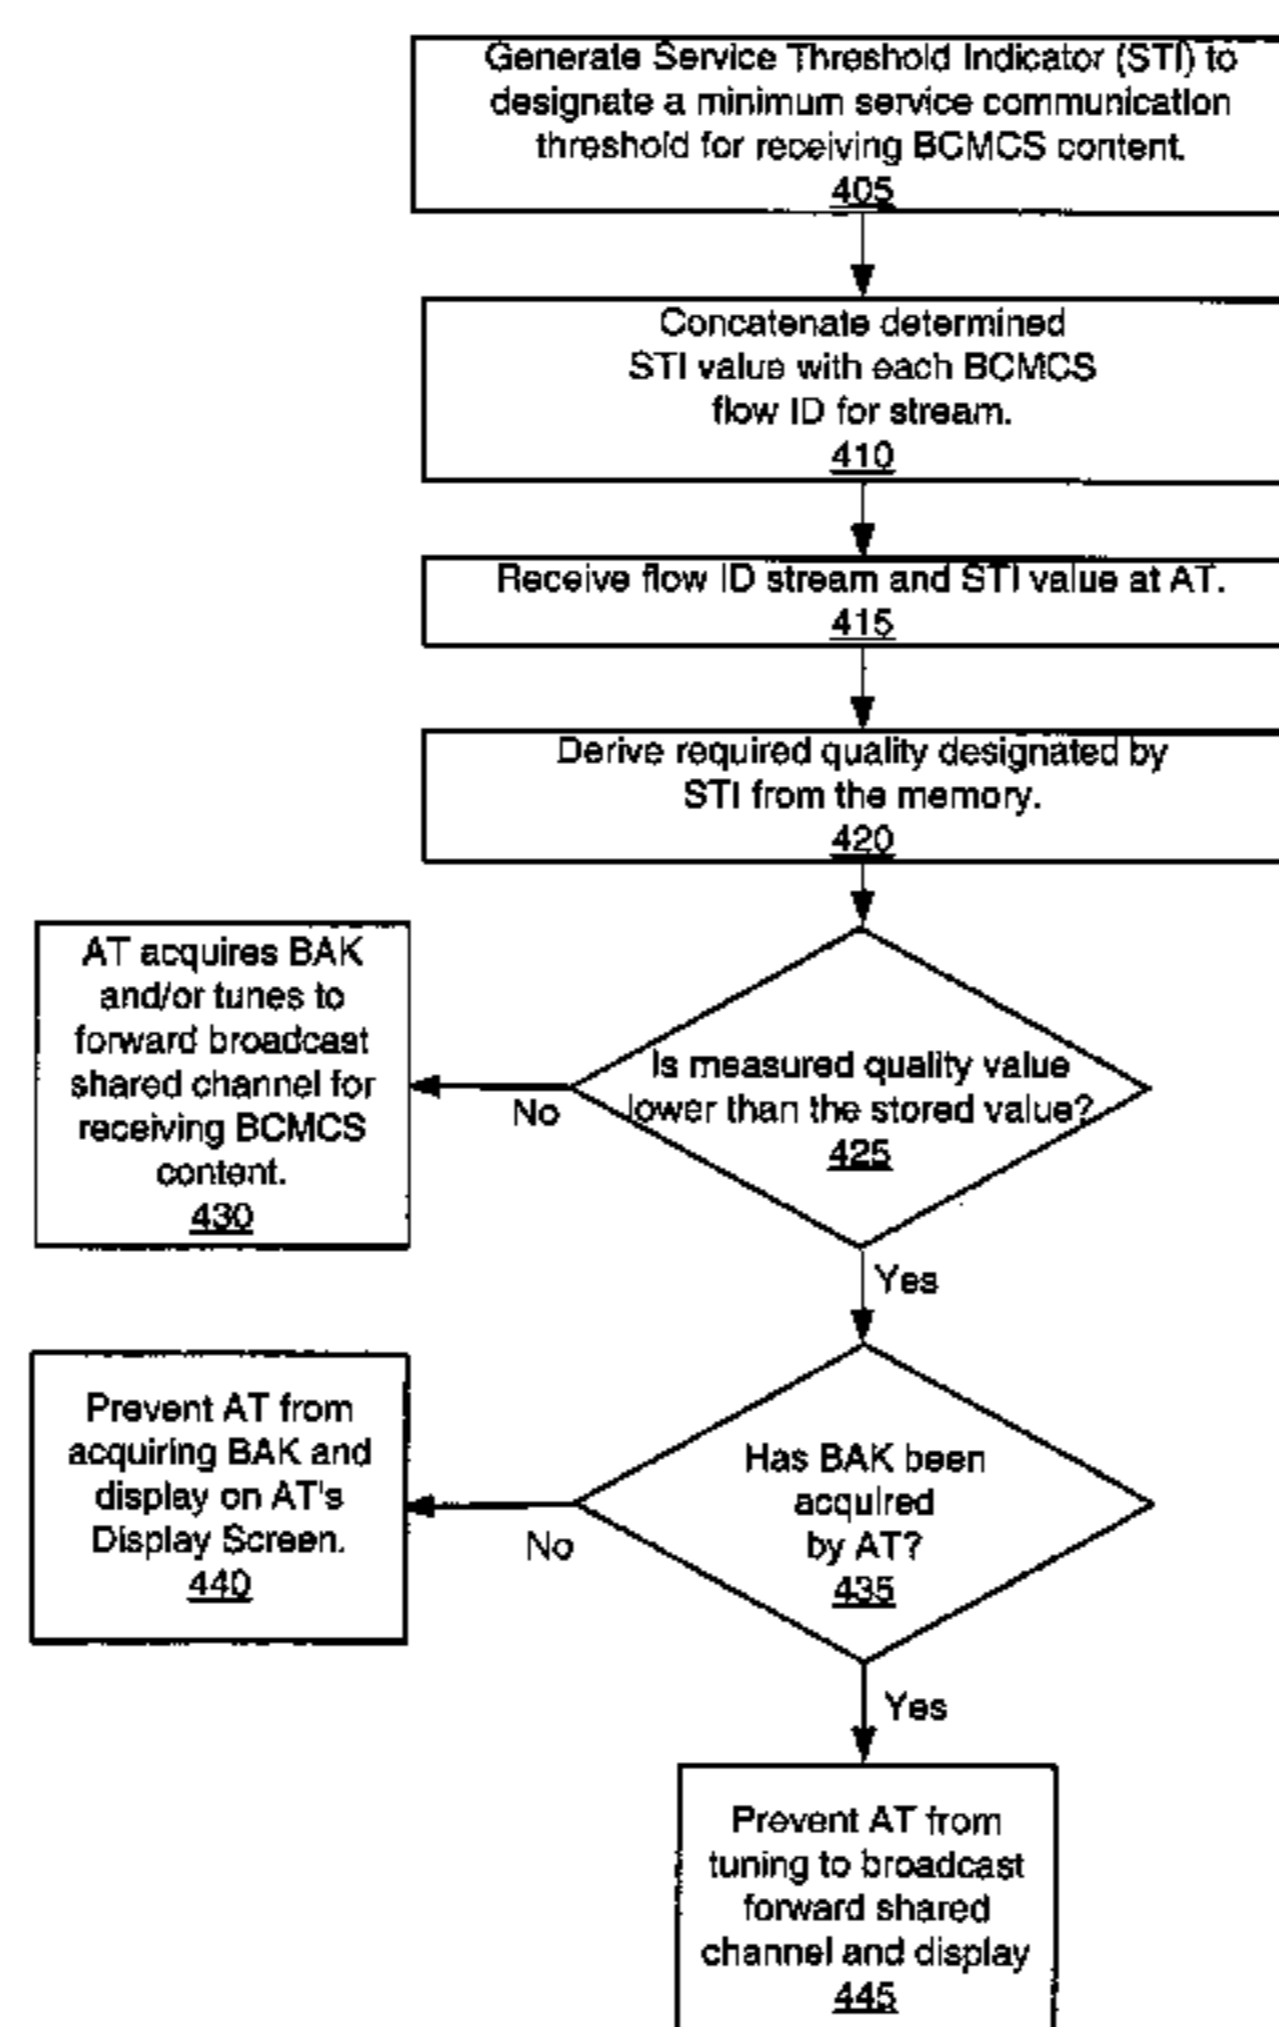 Generate Service Threshold Indicator (STI) to
designate a minimum service communication
threshold for receiving BCMCS content.
405
Concatenate determined
STI value with each BCMCS
flow ID for stream.
410
Receive flow ID stream and STI value at AT.
415
Derive required quality designated by
STI from the memory.
420
AT acquires BAK
and/or tunes to
forward broadcast
shared channel for
receiving BCMCS
content.
430
No
Is measured quality value
lower than the stored value?
425
Yes
Prevent AT from
acquiring BAK and
display on AT's
Display Screen.
440
No
Has BAK been
acquired
by AT?
435
Yes
Prevent AT from
tuning to broadcast
forward shared
channel and display
445